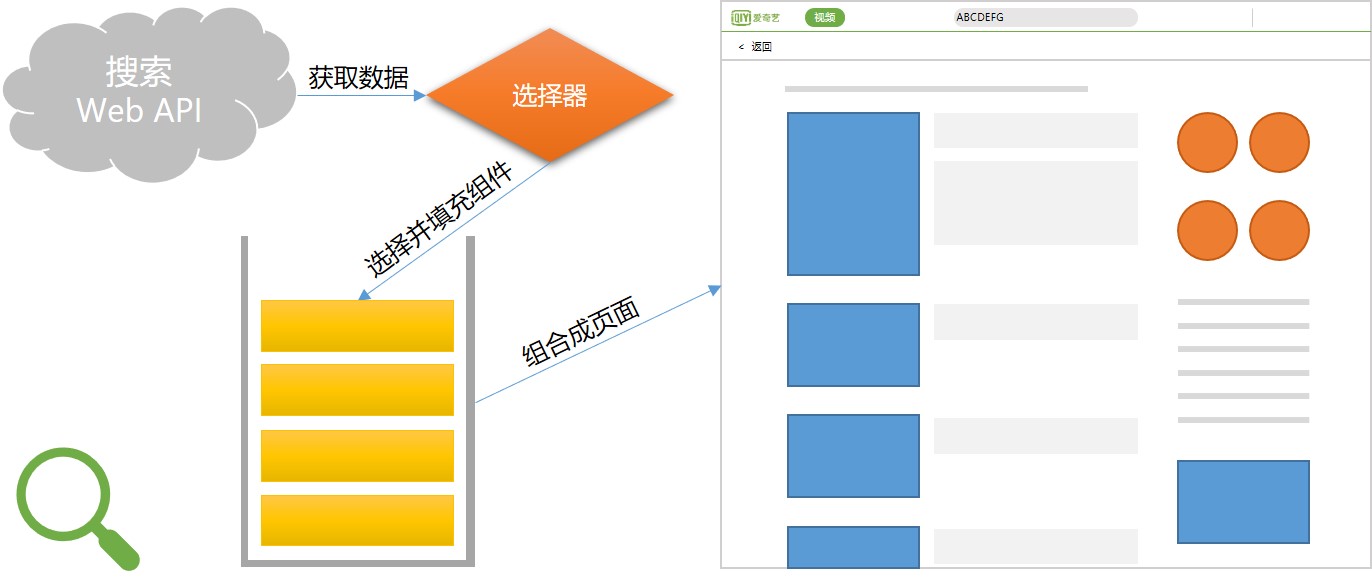 搜索
Web API
获取数据
选择器
选择并填充组件
组合成页面
QIYI 爱奇艺
视频
ABCDEFG
< 返回